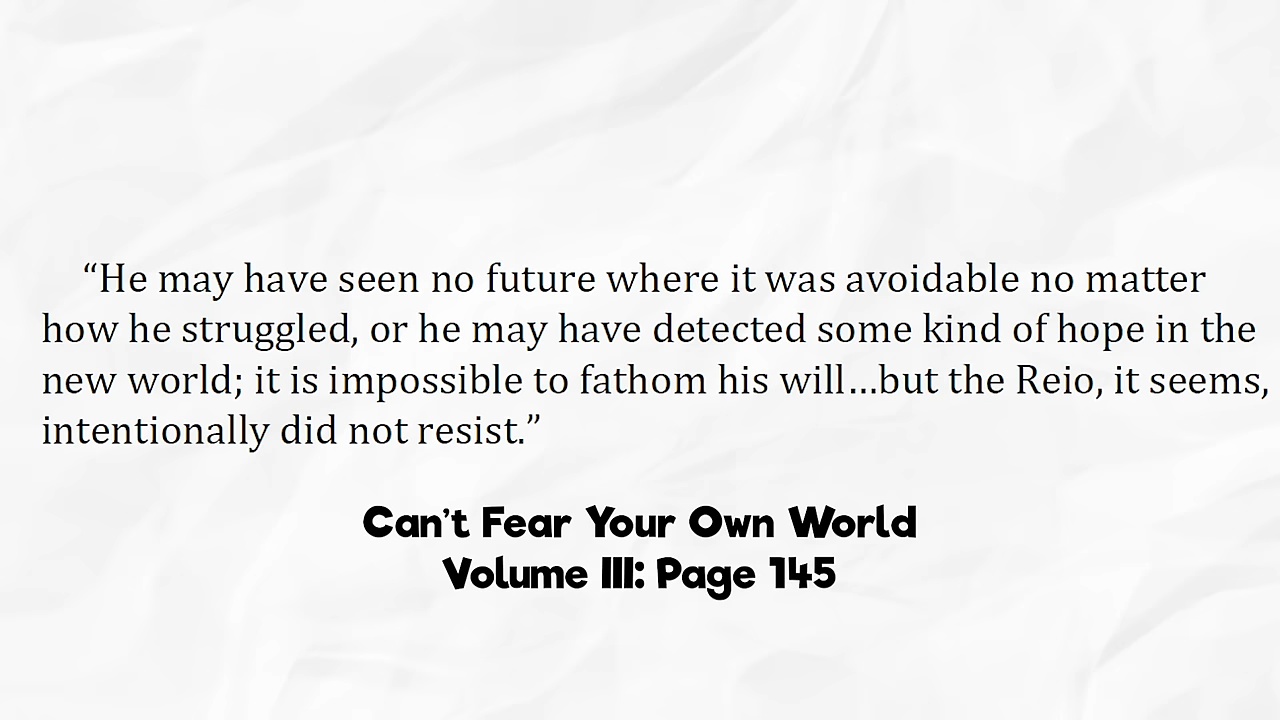 “He may have seen no future where it was avoidable no matter
how he struggled, or he may have detected some kind of hope in the
new world; it is impossible to fathom his will…but the Reio, it seems,
intentionally did not resist.”
Can't Fear Your Own World
Volume III: Page 145